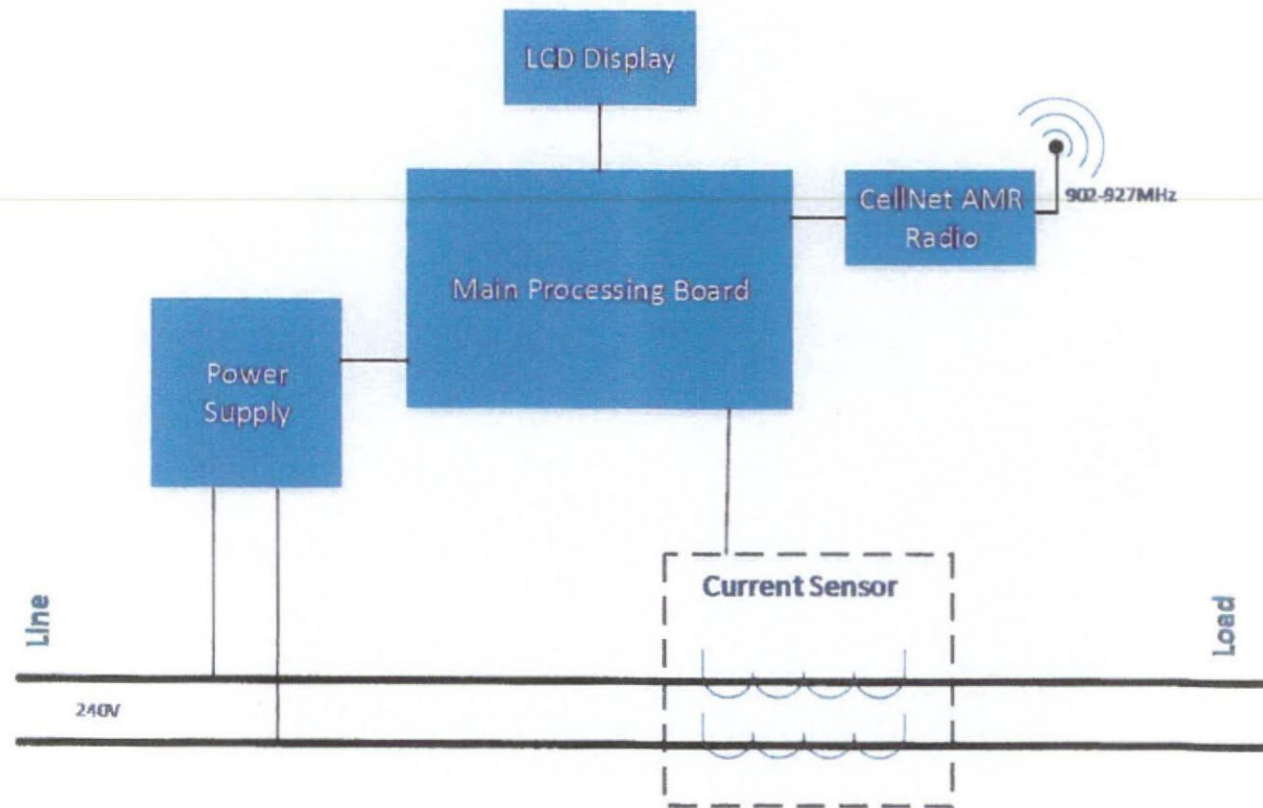 LCD Display
CellNet AMR
Radio
902-927MHz
Main Processing Board
Power
Supply
Current Sensor
Line
Load
240V